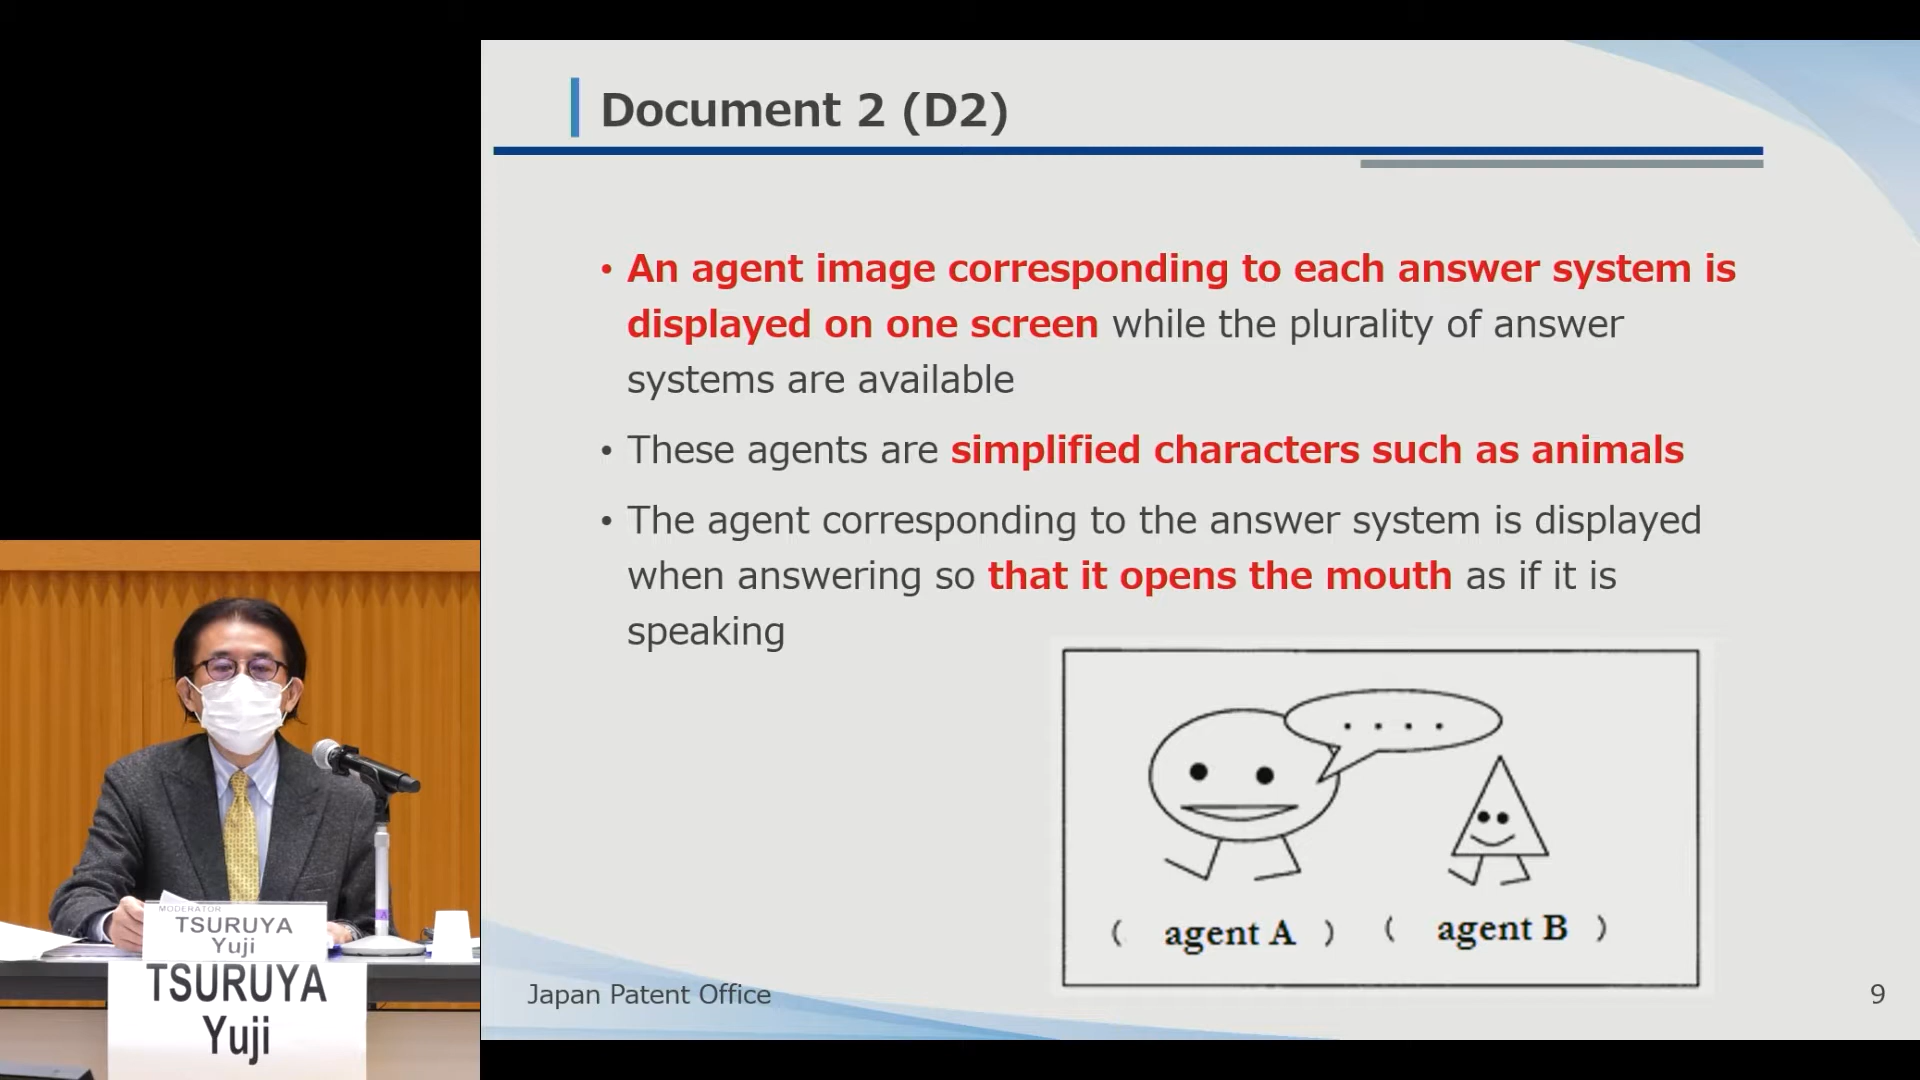 Document 2 (D2)
• An agent image corresponding to each answer system is
displayed on one screen while the plurality of answer
systems are available
• These agents are simplified characters such as animals
• The agent corresponding to the answer system is displayed
when answering so that it opens the mouth as if it is
speaking
. . . .
( agent A ) ( agent B )
Japan Patent Office
9
MODERATOR
TSURUYA
Yuji
TSURUYA
Yuji